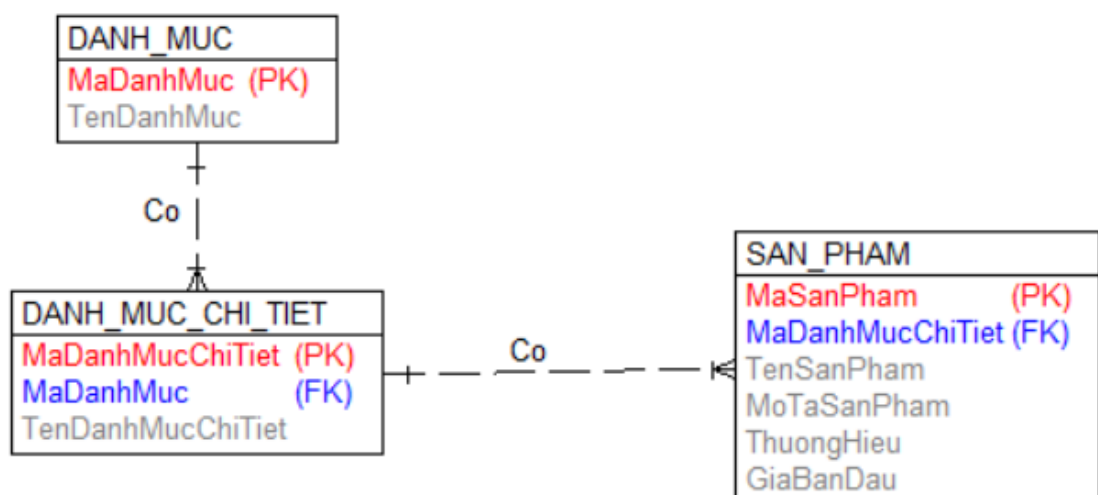 DANH_MUC
MaDanhMuc (PK)
TenDanhMuc
Co
DANH_MUC_CHI_TIET
MaDanhMucChiTiet (PK)
MaDanhMuc (FK)
TenDanhMucChiTiet
Co
SAN_PHAM
MaSanPham (PK)
MaDanhMucChiTiet (FK)
TenSanPham
MoTaSanPham
ThuongHieu
GiaBanDau